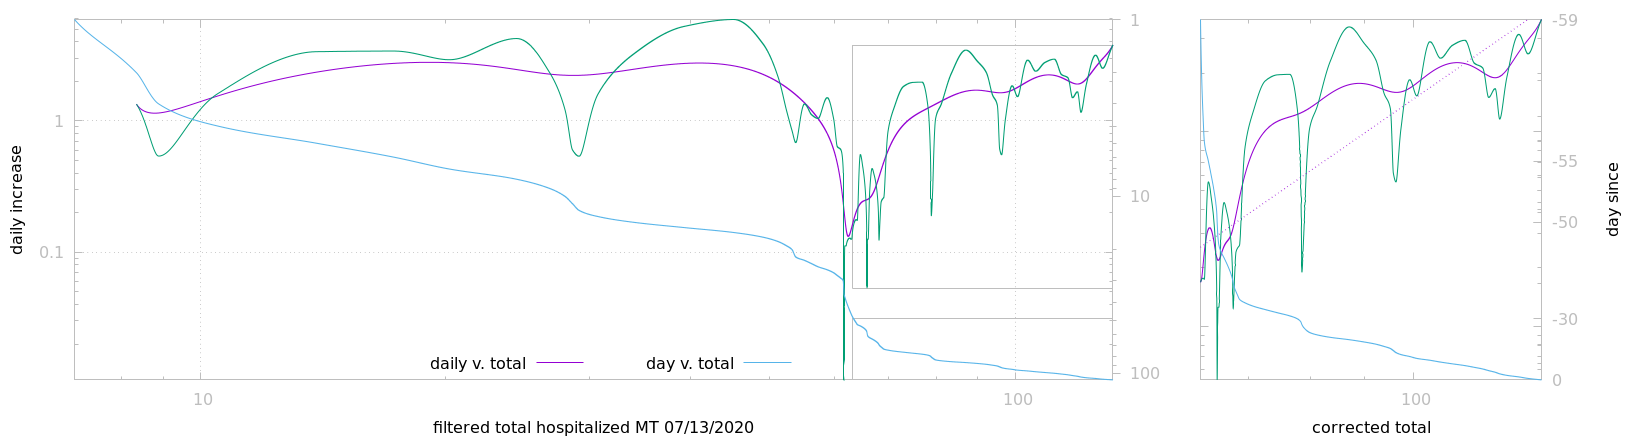 1 -59
1 -55
daily increase 10 -50 day since
0.1
-30
daily v. total day v. total 100 0
10 100 100
filtered total hospitalized MT 07/13/2020 corrected total